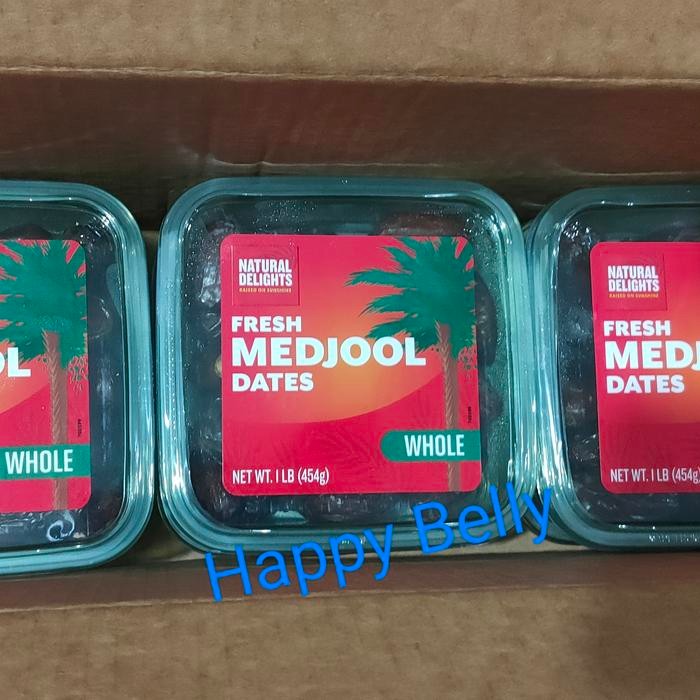 OL
WHOLE
NATURAL
DELIGHTS
RAISED ON SUNSHINE
FRESH
MEDJOOL
DATES
WHOLE
NET WT. 1 LB (454g)
NATURAL
DELIGHTS
RAISED ON SUNSHINE
FRESH
MEDJ
DATES
NET WT. 1 LB (454g
Happy Belly